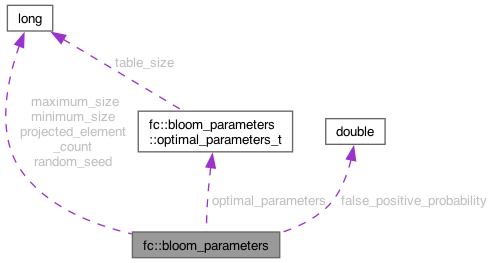 long
table_size
maximum_size
minimum_size
projected_element
_count
random_seed
fc::bloom_parameters
::optimal_parameters_t
double
optimal_parameters
false_positive_probability
fc::bloom_parameters